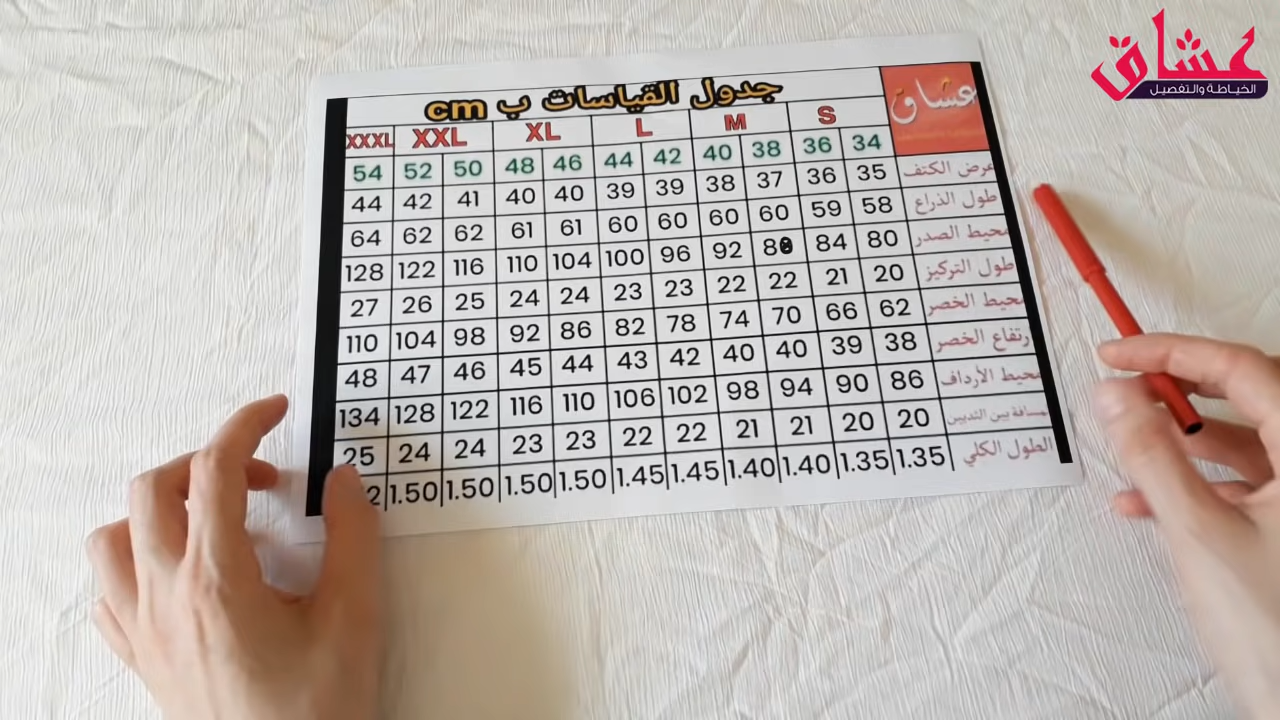 عشاق
الخياطة والتفصيل
جدول القياسات ب cm
عشاق
S M L XL XXL XXXL
34 36 38 40 42 44 46 48 50 52 54
عرض الكتف 35 36 37 38 39 39 40 40 41 42 44
طول الذراع 58 59 60 60 60 60 61 61 62 62 64
محيط الصدر 80 84 88 92 96 100 104 110 116 122 128
طول التركيز 20 21 22 22 23 23 24 24 25 26 27
محيط الخصر 62 66 70 74 78 82 86 92 98 104 110
إرتفاع الخصر 38 39 40 40 42 43 44 45 46 47 48
محيط الأرداف 86 90 94 98 102 106 110 116 122 128 134
مسافة بين الثديين 20 20 21 21 22 22 23 23 24 24 25
الطول الكلي 1.35 1.35 1.40 1.40 1.45 1.45 1.50 1.50 1.50 1.50